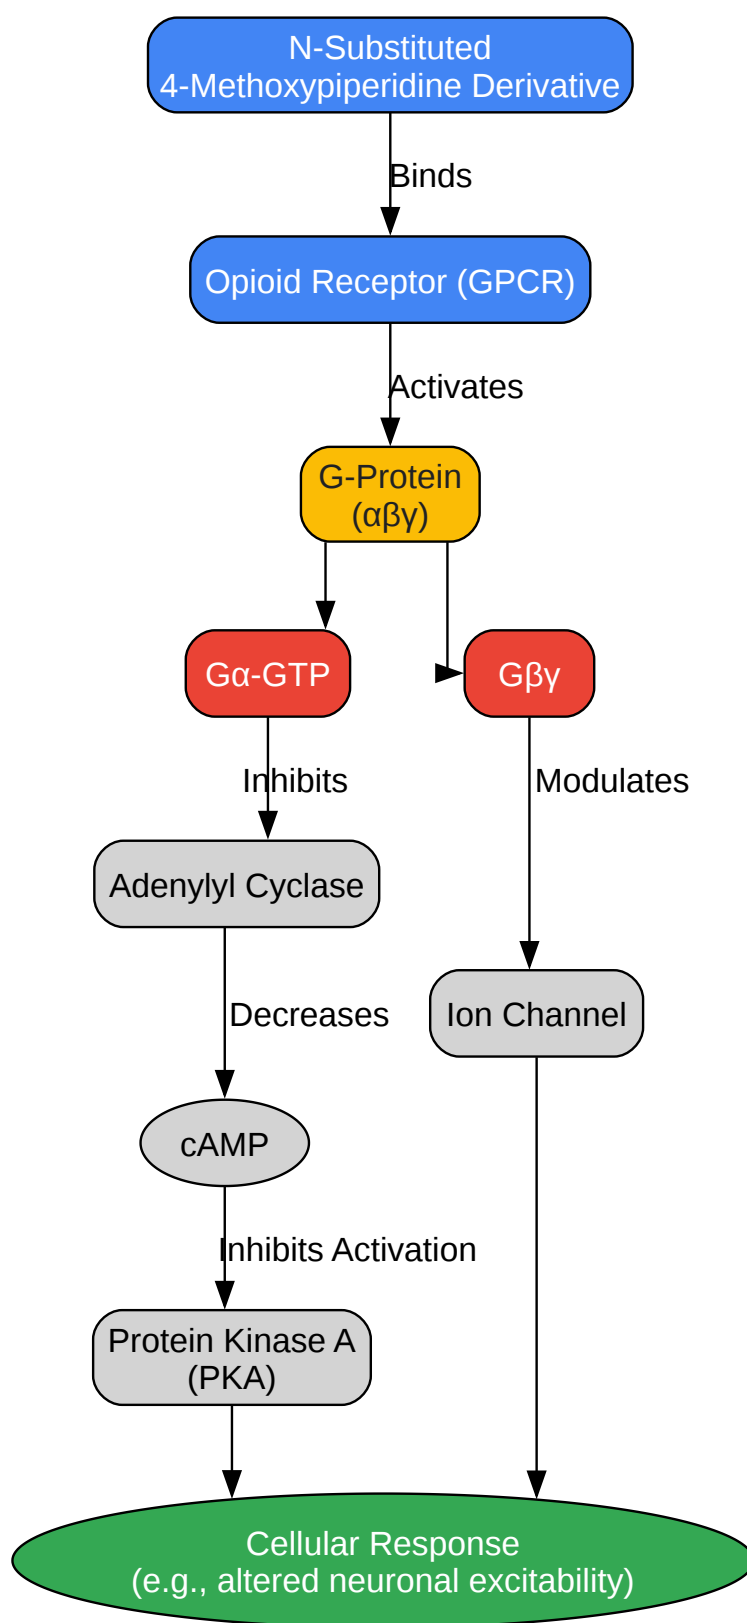 N-Substituted
4-Methoxypiperidine Derivative
Binds
Opioid Receptor (GPCR)
Activates
G-Protein
(αβγ)
Gα-GTP
Gβγ
Inhibits
Modulates
Adenylyl Cyclase
Decreases
Ion Channel
cAMP
Inhibits Activation
Protein Kinase A
(PKA)
Cellular Response
(e.g., altered neuronal excitability)